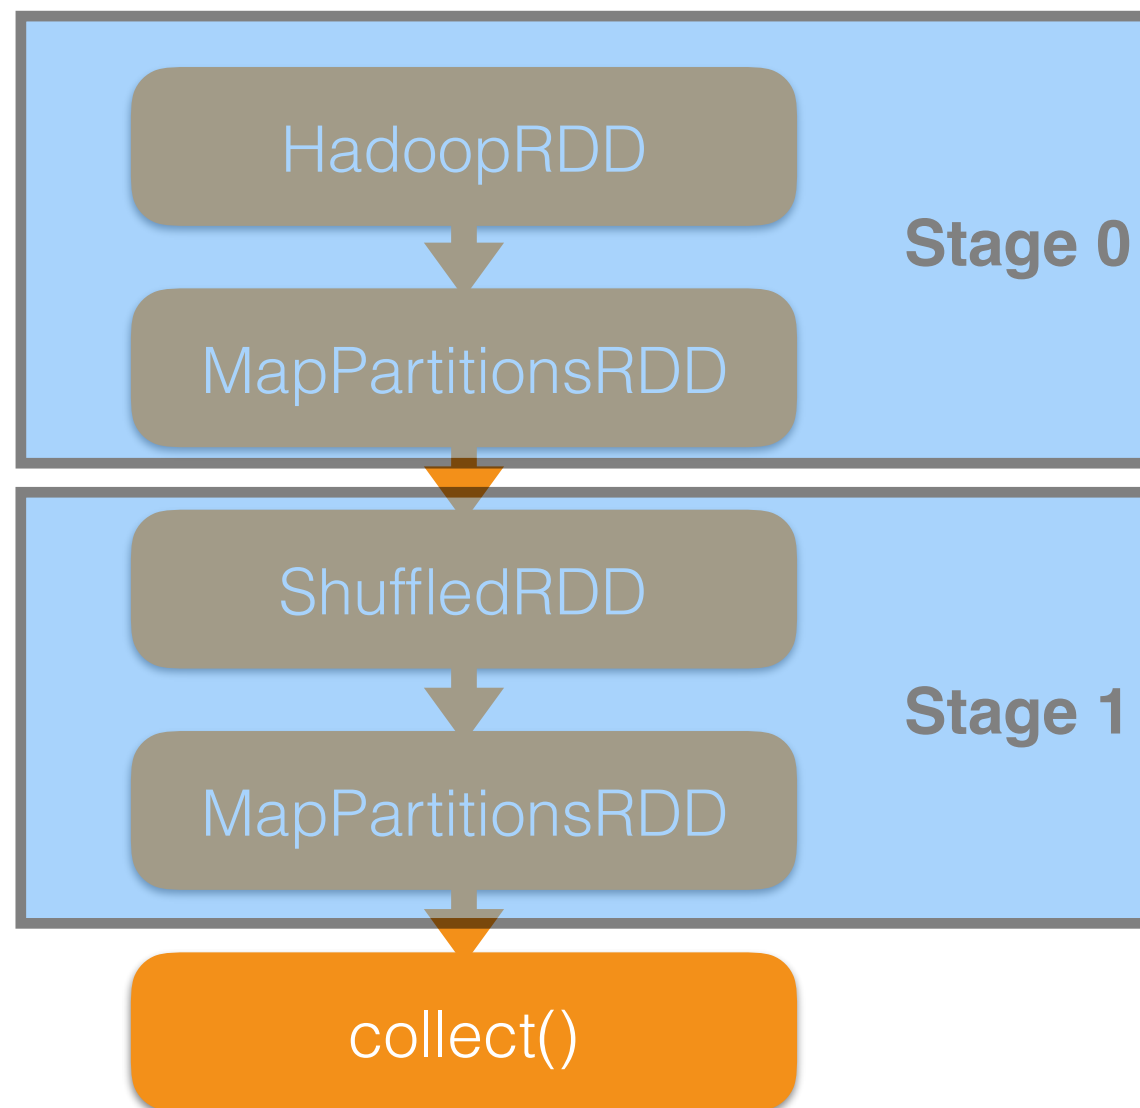 HadoopRDD
Stage 0
MapPartitionsRDD
ShuffledRDD
Stage 1
MapPartitionsRDD
collect()